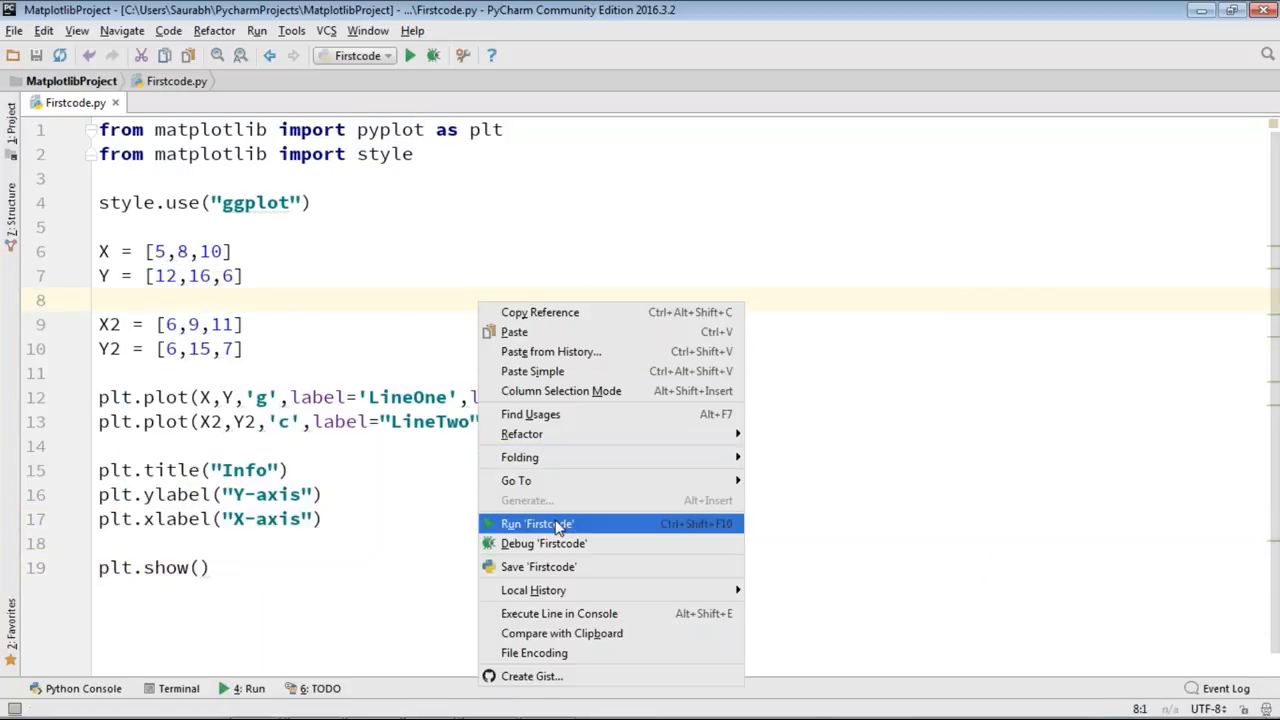 MatplotlibProject - [C:\Users\Saurabh\PycharmProjects\MatplotlibProject] - ...\Firstcode.py - PyCharm Community Edition 2016.3.2
File Edit View Navigate Code Refactor Run Tools VCS Window Help
Firstcode
MatplotlibProject Firstcode.py
Firstcode.py
1: Project
Z: Structure
2: Favorites
1 from matplotlib import pyplot as plt
2 from matplotlib import style
3
4 style.use("ggplot")
5
6 X = [5,8,10]
7 Y = [12,16,6]
8
9 X2 = [6,9,11]
10 Y2 = [6,15,7]
11
12 plt.plot(X,Y,'g',label='LineOne',l
13 plt.plot(X2,Y2,'c',label="LineTwo"
14
15 plt.title("Info")
16 plt.ylabel("Y-axis")
17 plt.xlabel("X-axis")
18
19 plt.show()
Copy Reference Ctrl+Alt+Shift+C
Paste Ctrl+V
Paste from History... Ctrl+Shift+V
Paste Simple Ctrl+Alt+Shift+V
Column Selection Mode Alt+Shift+Insert
Find Usages Alt+F7
Refactor
Folding
Go To
Generate... Alt+Insert
Run 'Firstcode' Ctrl+Shift+F10
Debug 'Firstcode'
Save 'Firstcode'
Local History
Execute Line in Console Alt+Shift+E
Compare with Clipboard
File Encoding
Create Gist...
Python Console Terminal 4: Run 6: TODO Event Log
8:1 n/a UTF-8